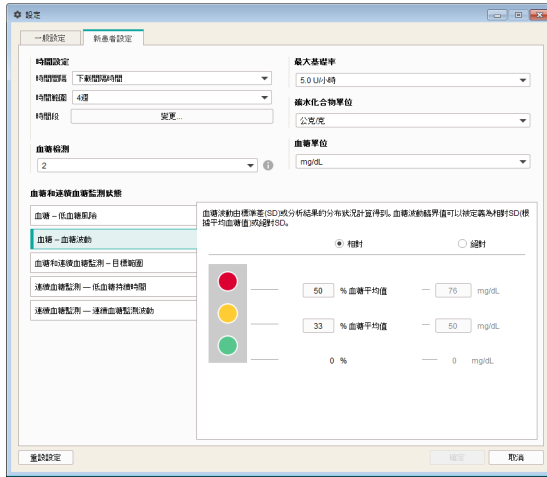 設定
一般設定
新患者設定
時間設定
時間間隔 下載間隔時間
時間範圍 4週
時間段 變更...
血糖檢測
2
最大基礎率
5.0 U/小時
碳水化合物單位
公克/克
血糖單位
mg/dL
血糖和連續血糖監測狀態
血糖 – 低血糖風險
血糖 – 血糖波動
血糖和連續血糖監測 – 目標範圍
連續血糖監測 — 低血糖持續時間
連續血糖監測 — 連續血糖監測波動
血糖波動由標準差(SD)或分析結果的分布狀況計算得到。血糖波動臨界值可以被定義為相對SD(根
據平均血糖值)或絕對SD。
相對 絕對
50 % 血糖平均值 — 76 mg/dL
33 % 血糖平均值 — 50 mg/dL
0 % — 0 mg/dL
重設設定
確定
取消